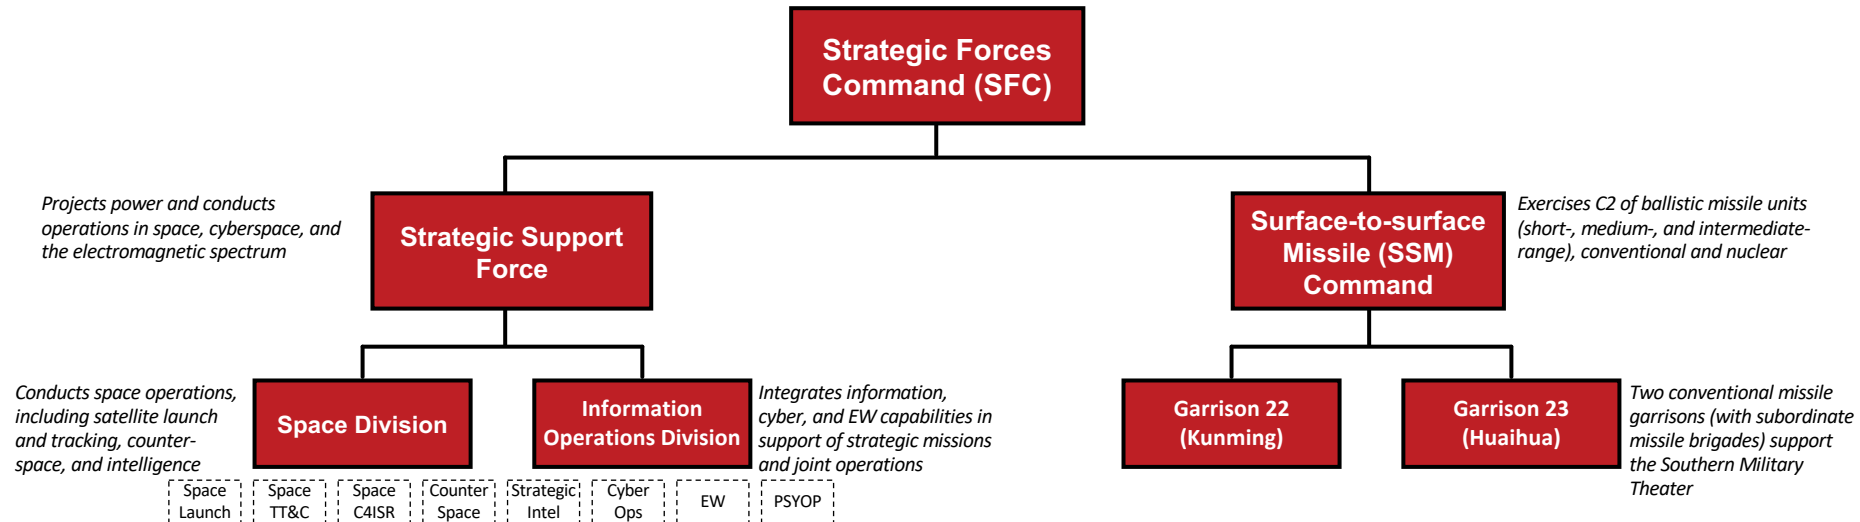 Strategic Forces
Command (SFC)
Projects power and conducts
operations in space, cyberspace, and
the electromagnetic spectrum
Strategic Support
Force
Surface-to-surface
Missile (SSM)
Command
Exercises C2 of ballistic missile units
(short-, medium-, and intermediate-
range), conventional and nuclear
Conducts space operations,
including satellite launch
and tracking, counter-
space, and intelligence
Space Division
Information
Operations Division
Integrates information,
cyber, and EW capabilities in
support of strategic missions
and joint operations
Garrison 22
(Kunming)
Garrison 23
(Huaihua)
Two conventional missile
garrisons (with subordinate
missile brigades) support
the Southern Military
Theater
Space
Launch
Space
TT&C
Space
C4ISR
Counter
Space
Strategic
Intel
Cyber
Ops
EW
PSYOP